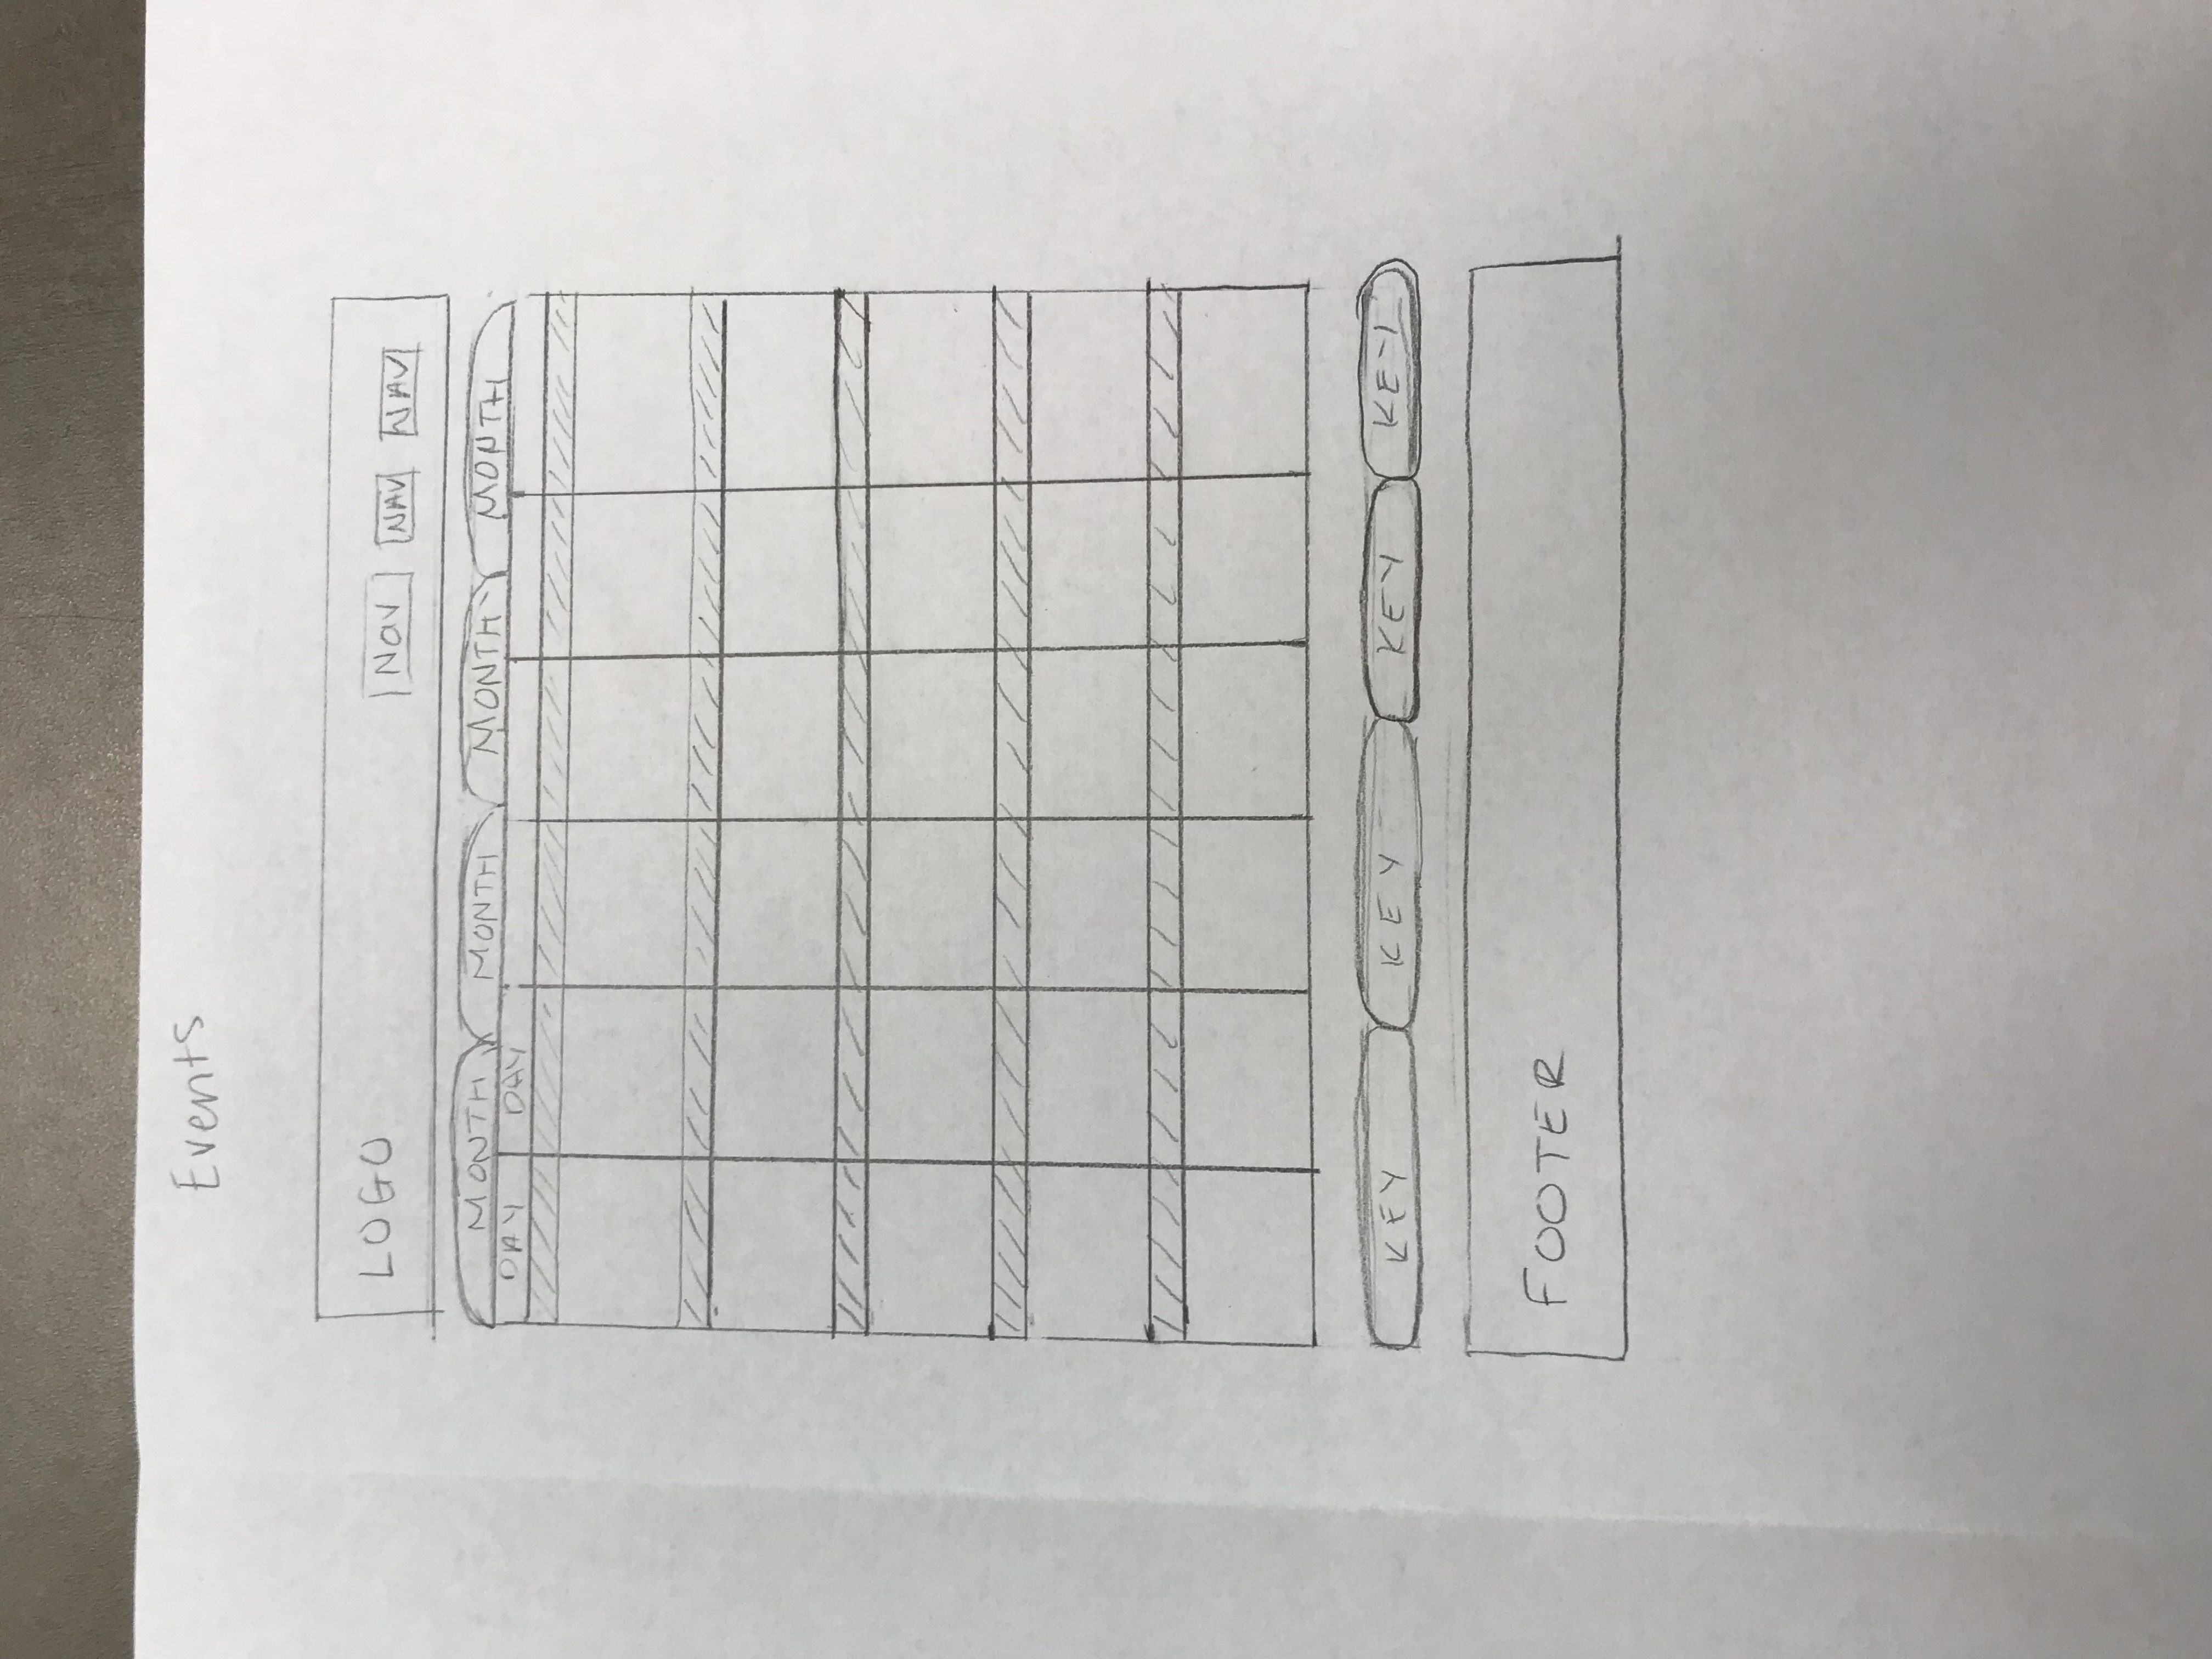 Events
LOGO Nav NAV NAV
MONTH MONTH MONTH MONTH
DAY DAY
KEY KEY KEY KEY
FOOTER